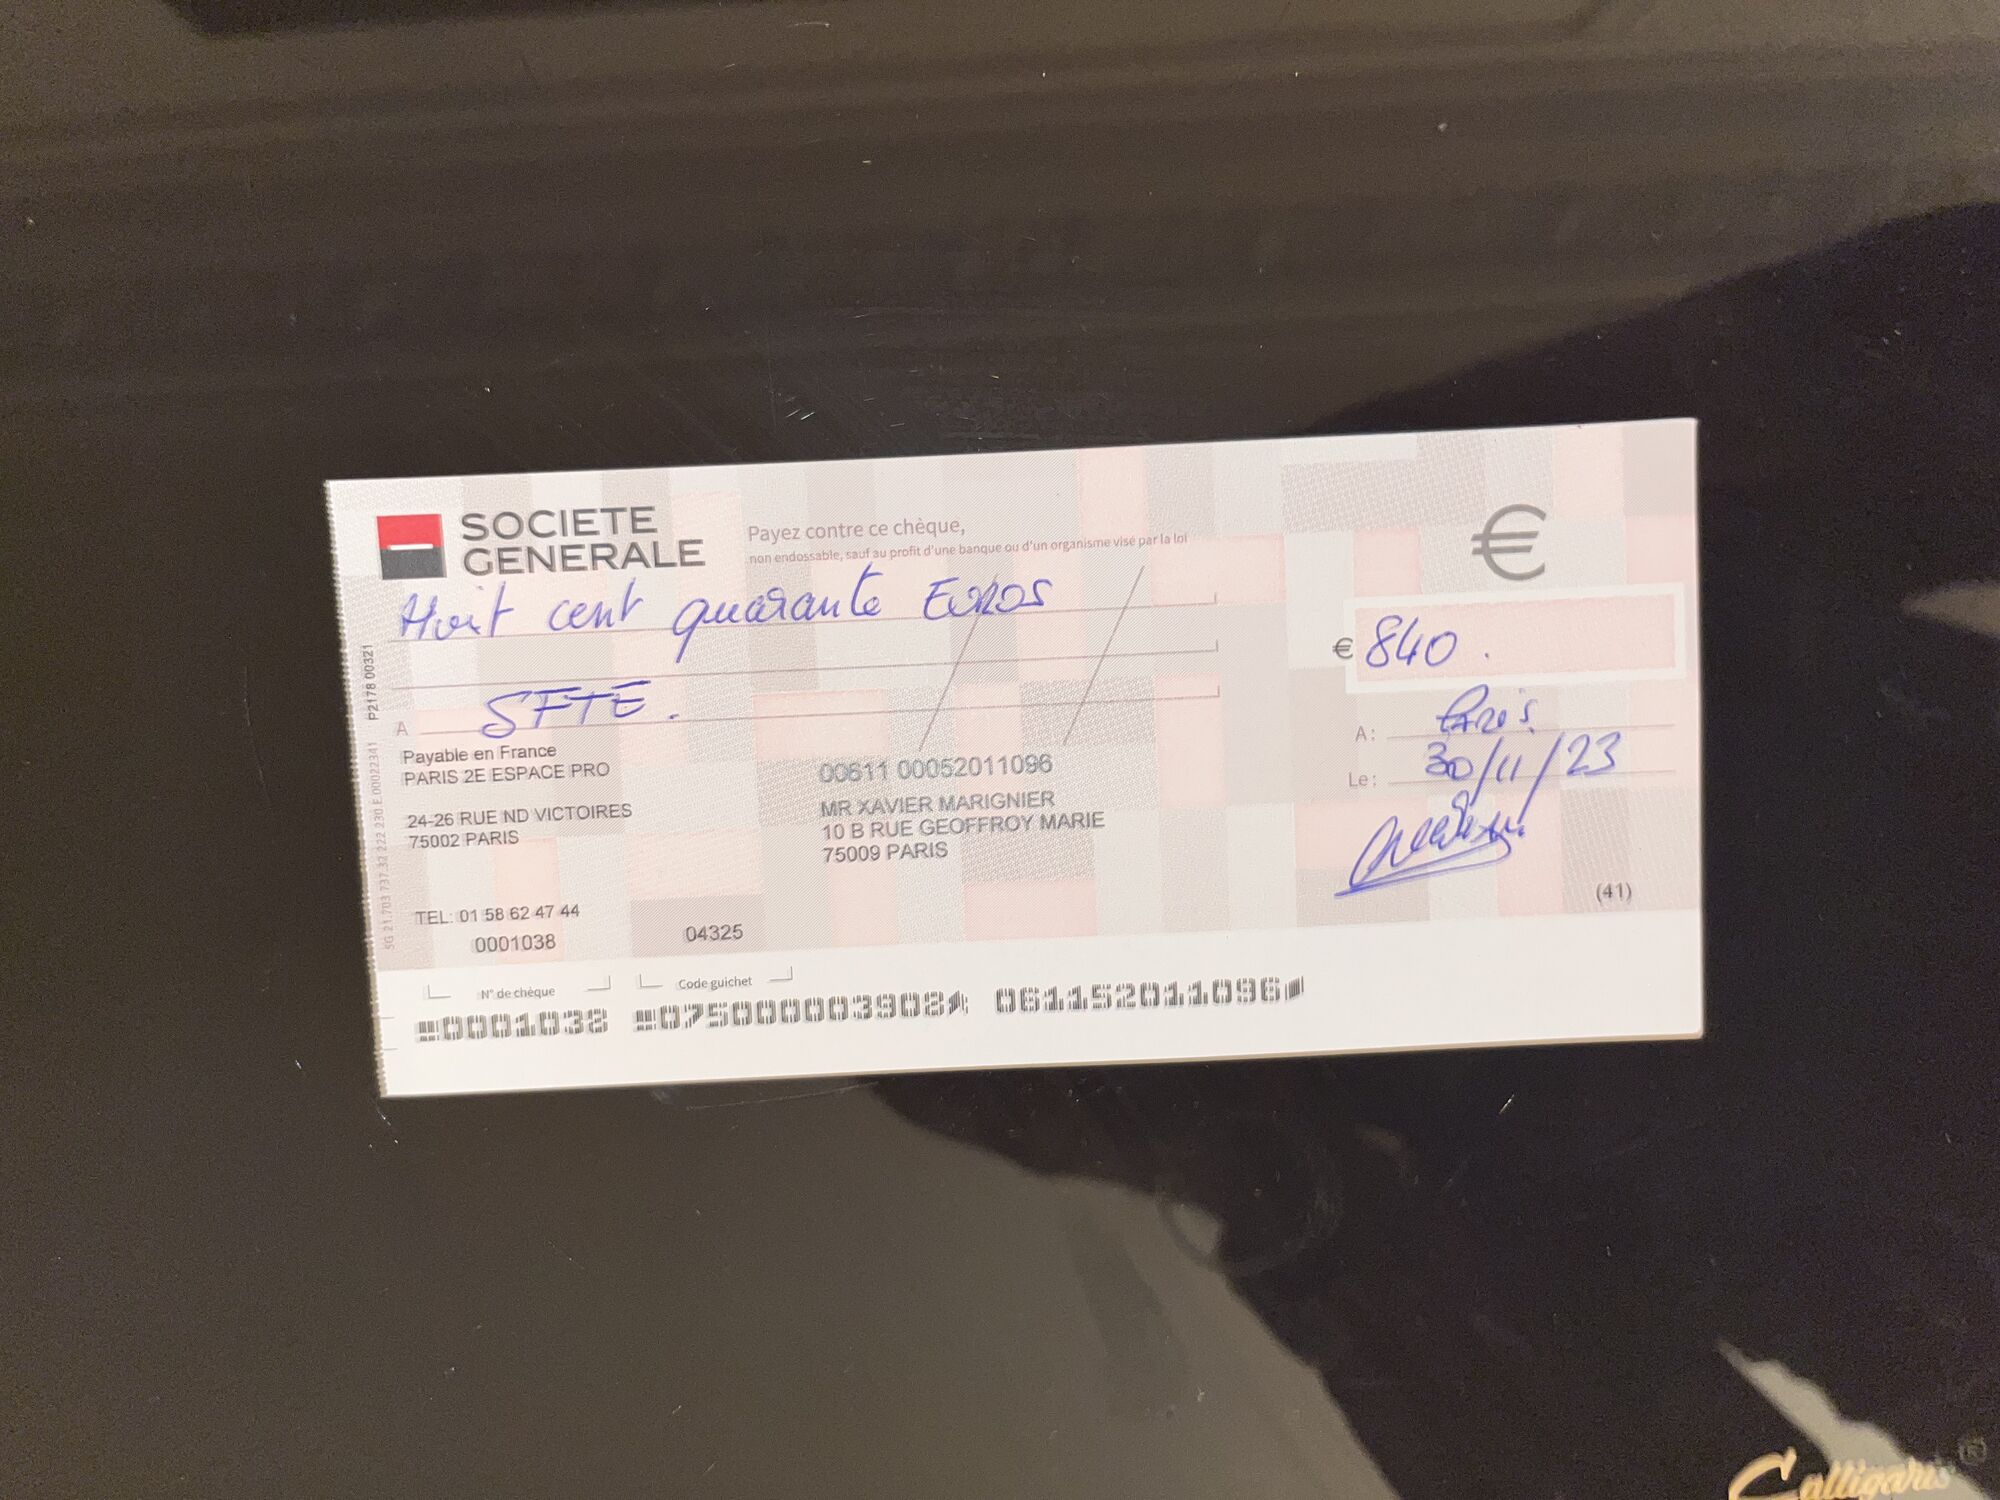 SOCIETE
GENERALE
Payez contre ce chèque,
non endossable, sauf au profit d'une banque ou d'un organisme visé par la loi
€
Huit cent quarante Euros
€ 840.
A SFTE.
A: Paris.
Le: 30/11/23
Payable en France
PARIS 2E ESPACE PRO
24-26 RUE ND VICTOIRES
75002 PARIS
00611 00052011096
MR XAVIER MARIGNIER
10 B RUE GEOFFROY MARIE
75009 PARIS
TEL: 01 58 62 47 44
0001038
04325
(41)
N° de chèque
Code guichet
0001038 075000003908 061152011096
P2178 00321
Calligaris®